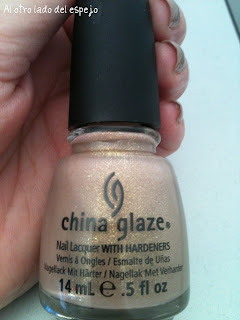 Al otro lado del espejo
china glaze®
Nail Lacquer WITH HARDENERS
Vernis À Ongles / Esmalte de Uñas
Nagellack Mit Härter / Nagellak Met Verharder
14 ml ℮ .5 fl oz